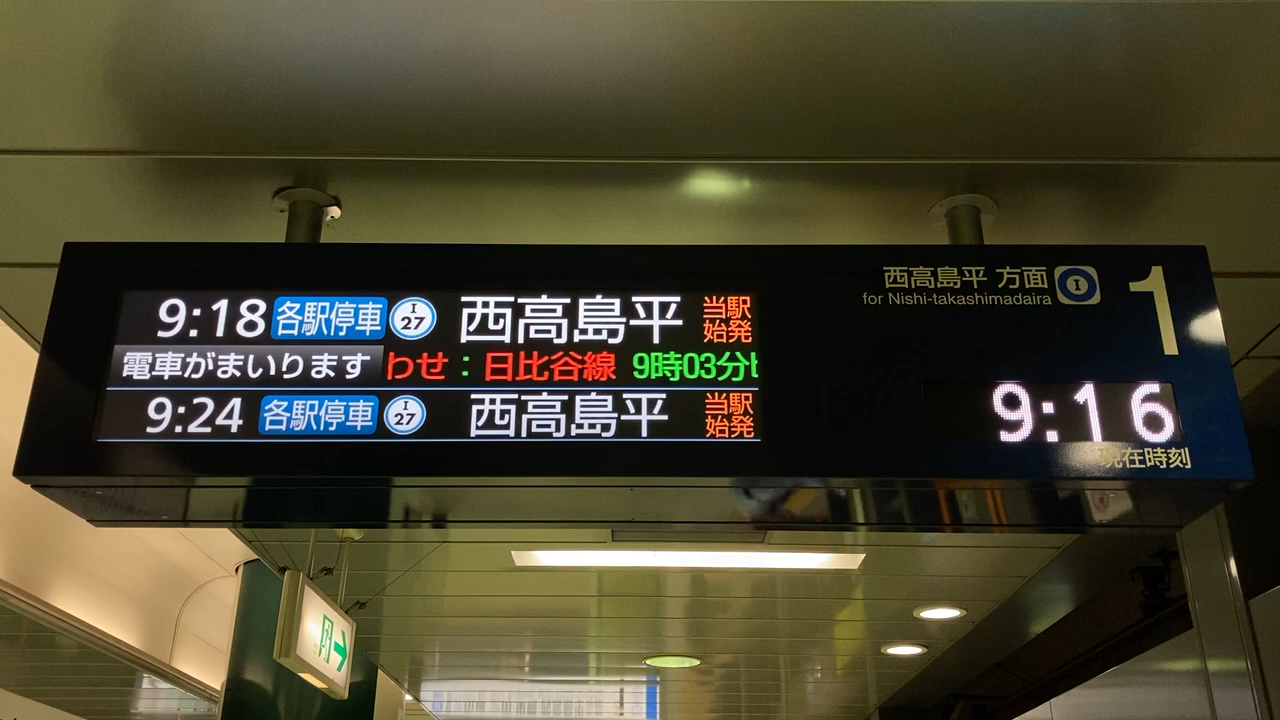 9:18 各駅停車 I 27 西高島平 当駅始発
電車がまいります わせ：日比谷線 9時03分
9:24 各駅停車 I 27 西高島平 当駅始発
西高島平 方面 I
for Nishi-takashimadaira
1
9:16
現在時刻